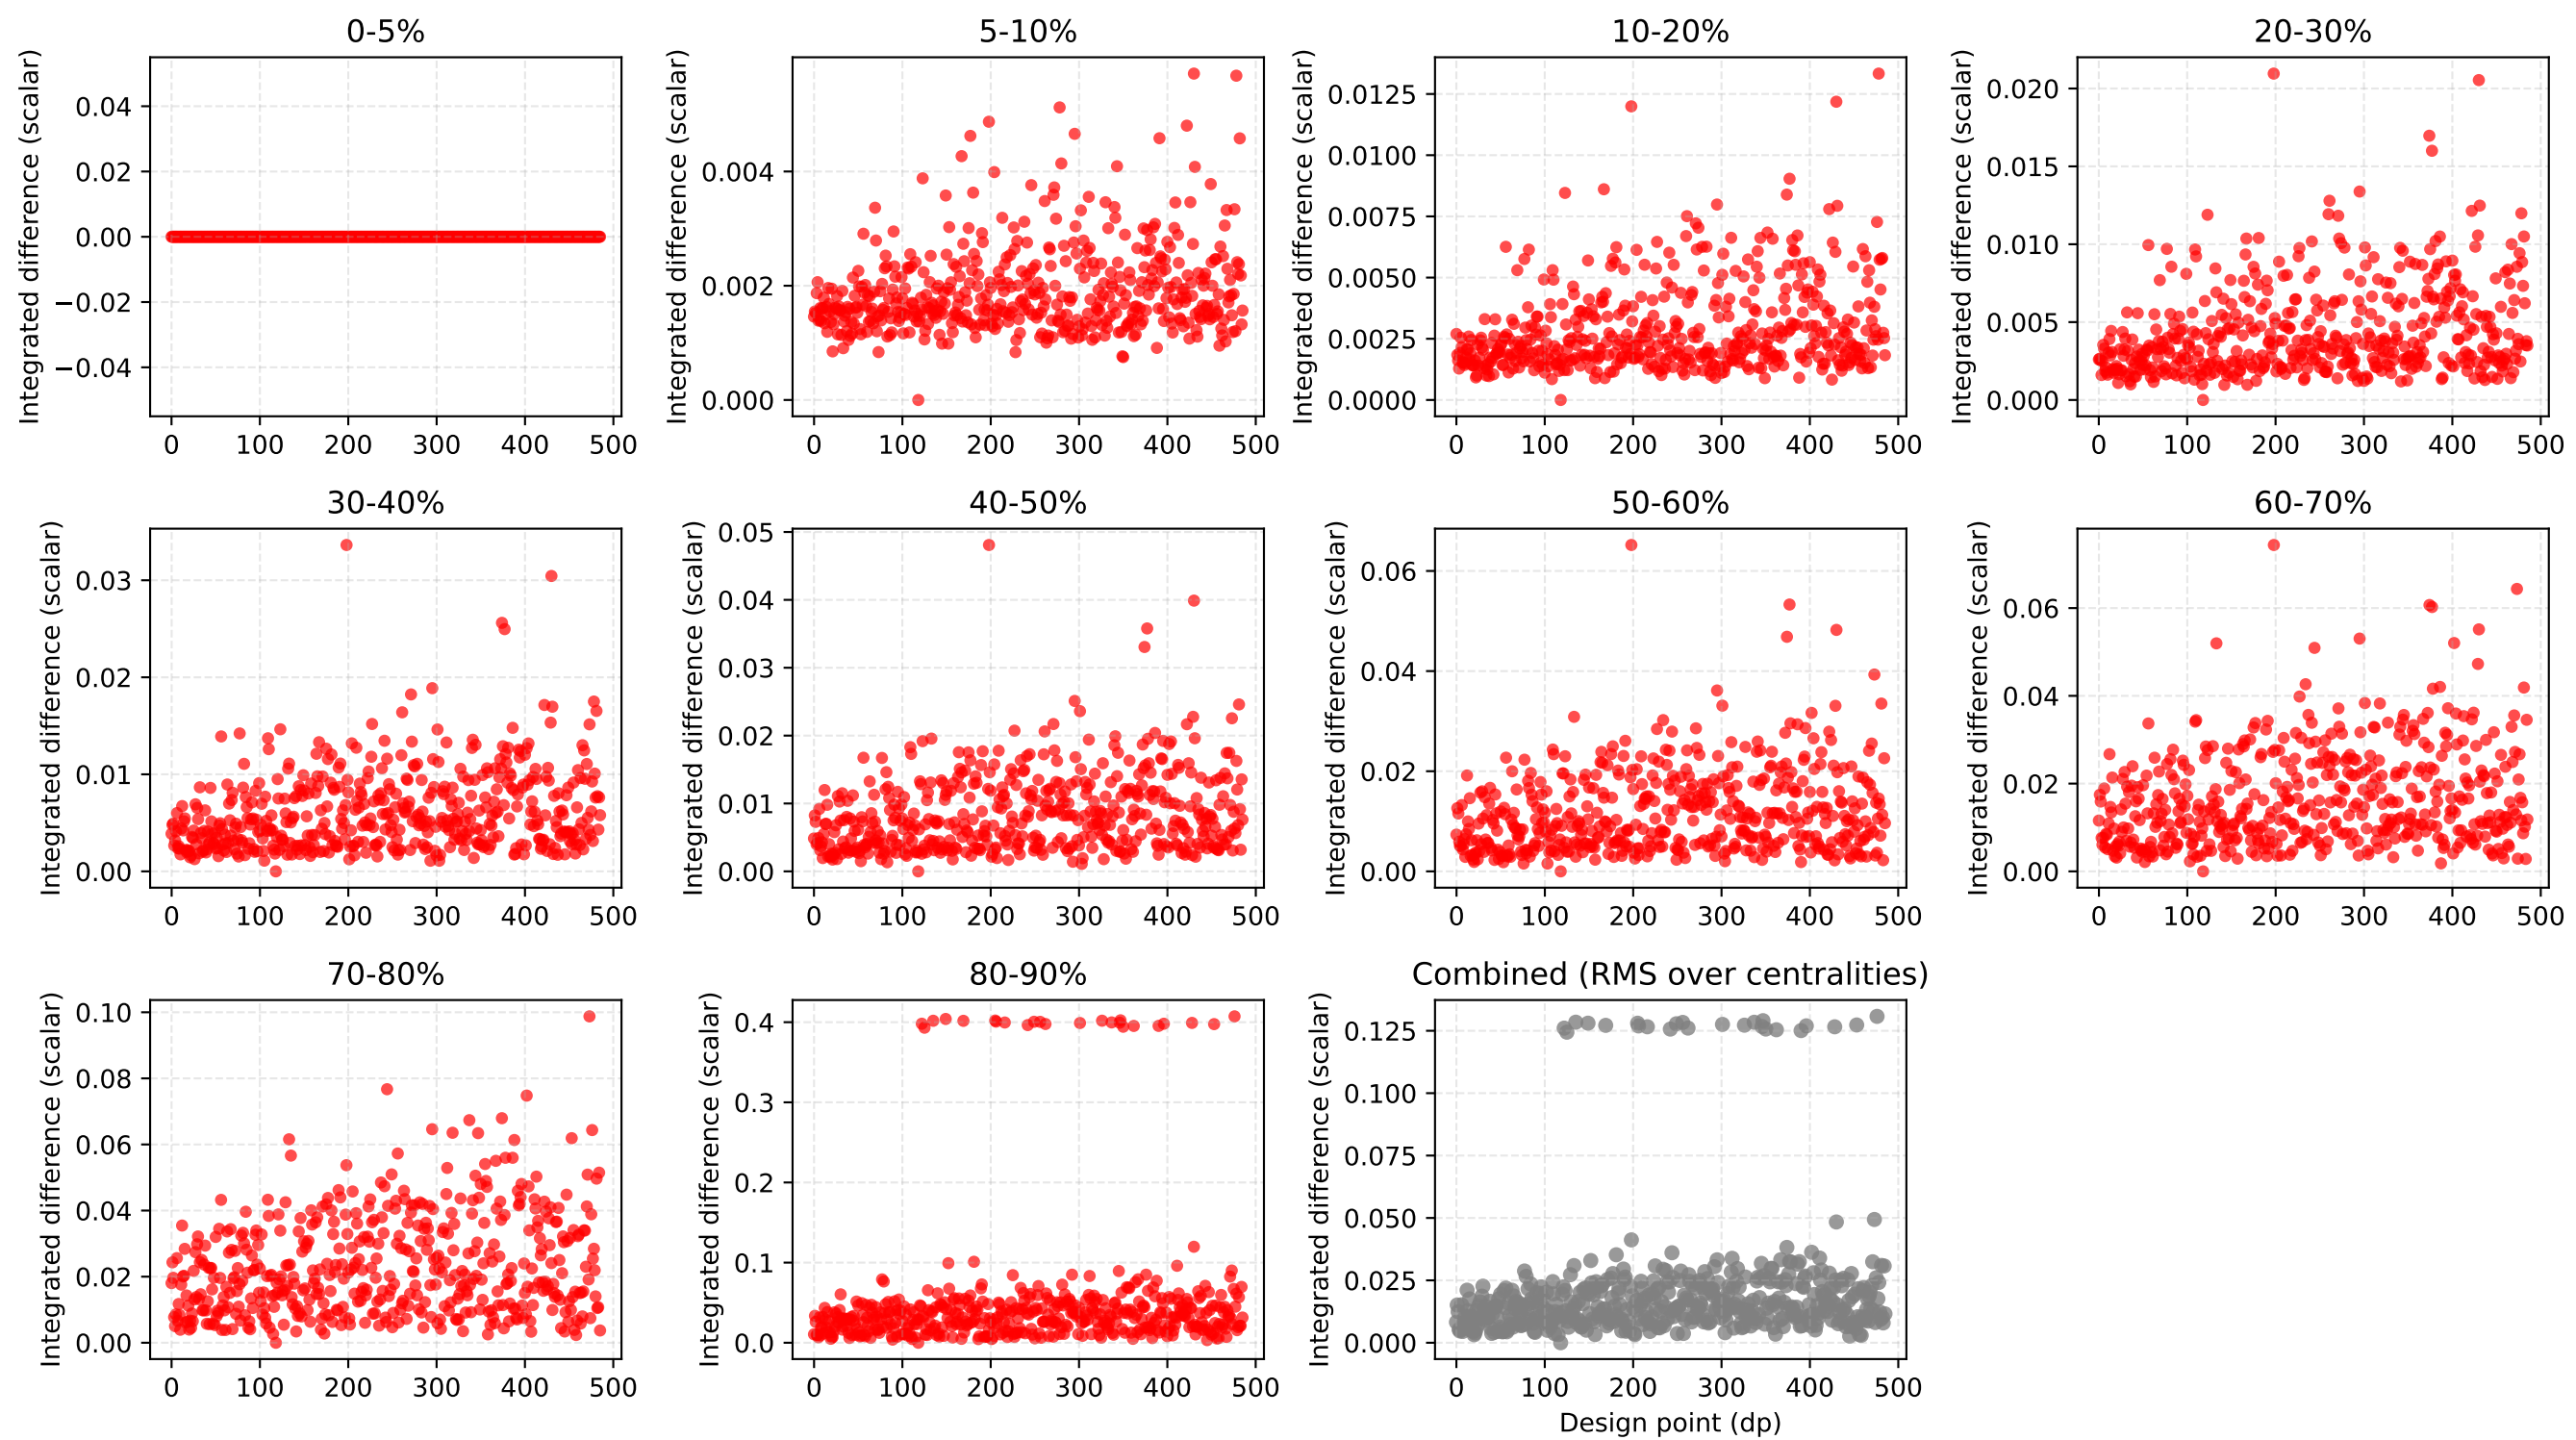 0-5%
Integrated difference (scalar)
0.04
0.02
0.00
−0.02
−0.04
0 100 200 300 400 500
5-10%
Integrated difference (scalar)
0.004
0.002
0.000
0 100 200 300 400 500
10-20%
Integrated difference (scalar)
0.0125
0.0100
0.0075
0.0050
0.0025
0.0000
0 100 200 300 400 500
20-30%
Integrated difference (scalar)
0.020
0.015
0.010
0.005
0.000
0 100 200 300 400 500
30-40%
Integrated difference (scalar)
0.03
0.02
0.01
0.00
0 100 200 300 400 500
40-50%
Integrated difference (scalar)
0.05
0.04
0.03
0.02
0.01
0.00
0 100 200 300 400 500
50-60%
Integrated difference (scalar)
0.06
0.04
0.02
0.00
0 100 200 300 400 500
60-70%
Integrated difference (scalar)
0.06
0.04
0.02
0.00
0 100 200 300 400 500
70-80%
Integrated difference (scalar)
0.10
0.08
0.06
0.04
0.02
0.00
0 100 200 300 400 500
80-90%
Integrated difference (scalar)
0.4
0.3
0.2
0.1
0.0
0 100 200 300 400 500
Combined (RMS over centralities)
Integrated difference (scalar)
0.125
0.100
0.075
0.050
0.025
0.000
0 100 200 300 400 500
Design point (dp)